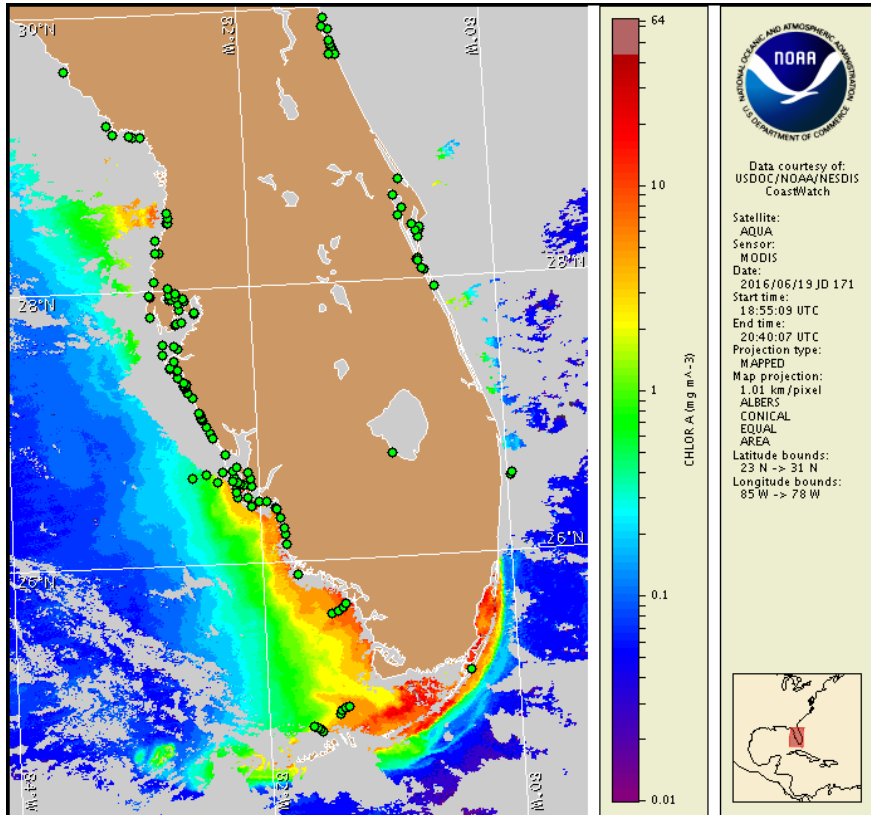 30°N
82°W
80°W
28°N
28°N
26°N
26°N
84°W
82°W
80°W
64
10
1
0.1
0.01
CHLOR A (mg m^-3)
NATIONAL OCEANIC AND ATMOSPHERIC ADMINISTRATION
NOAA
U.S. DEPARTMENT OF COMMERCE
Data courtesy of:
USDOC/NOAA/NESDIS
CoastWatch
Satellite:
AQUA
Sensor:
MODIS
Date:
2016/06/19 JD 171
Start time:
18:55:09 UTC
End time:
20:40:07 UTC
Projection type:
MAPPED
Map projection:
1.01 km/pixel
ALBERS
CONICAL
EQUAL
AREA
Latitude bounds:
23 N -> 31 N
Longitude bounds:
85 W -> 78 W